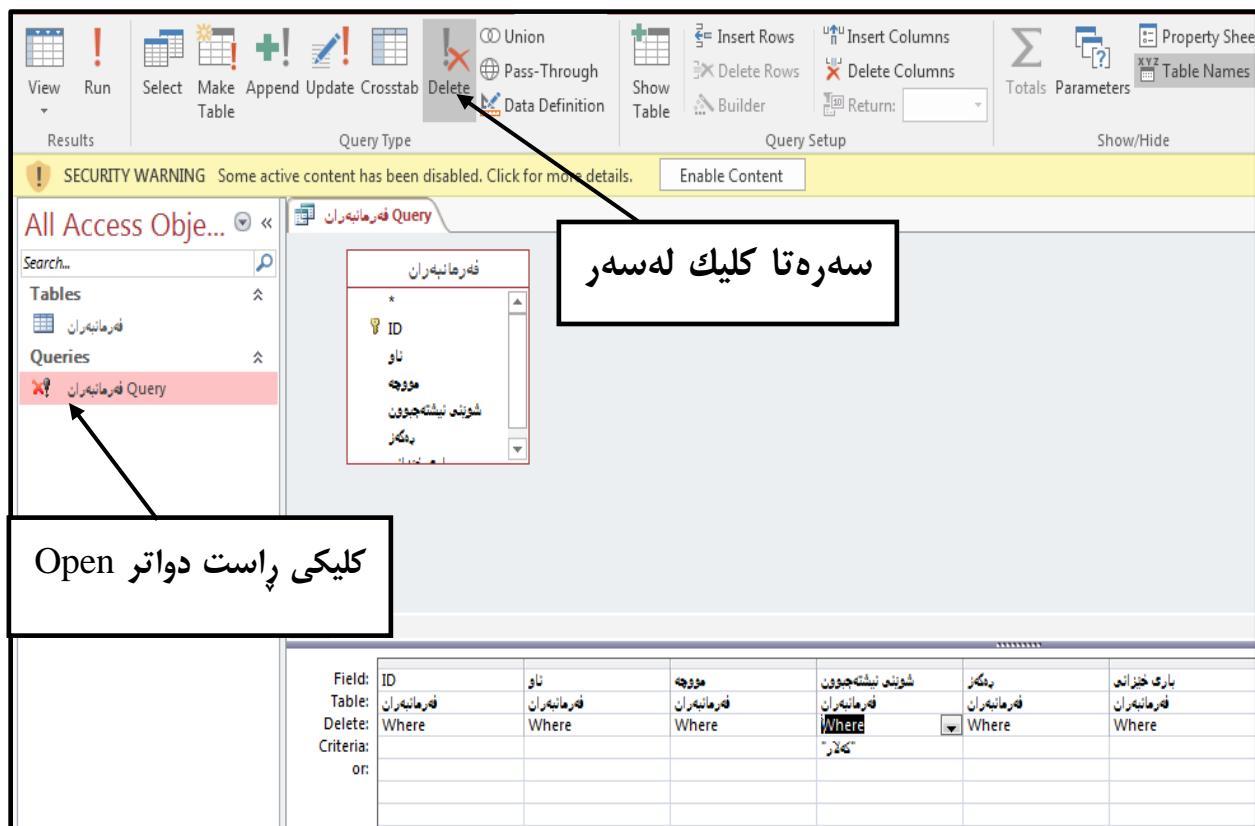 View Run Select Make Table Append Update Crosstab Delete
Union
Pass-Through
Data Definition
Show Table
Insert Rows
Delete Rows
Builder
Insert Columns
Delete Columns
Return:
Totals Parameters
Property Shee
Table Names
Results Query Type Query Setup Show/Hide
SECURITY WARNING Some active content has been disabled. Click for more details. Enable Content
All Access Obje...
Search...
Tables
فەرمانبەران
Queries
فەرمانبەران Query
فەرمانبەران Query
فەرمانبەران
*
ID
ناو
مووچە
شوێنی نیشتەجبوون
ڕەگەز
سەرەتا كليك لەسەر
كليكى ڕاست دواتر Open
Field: ID ناو مووچە شوێنی نیشتەجبوون ڕەگەز باری خێزانی
Table: فەرمانبەران فەرمانبەران فەرمانبەران فەرمانبەران فەرمانبەران فەرمانبەران
Delete: Where Where Where Where Where Where
Criteria: "کەلار"
or: